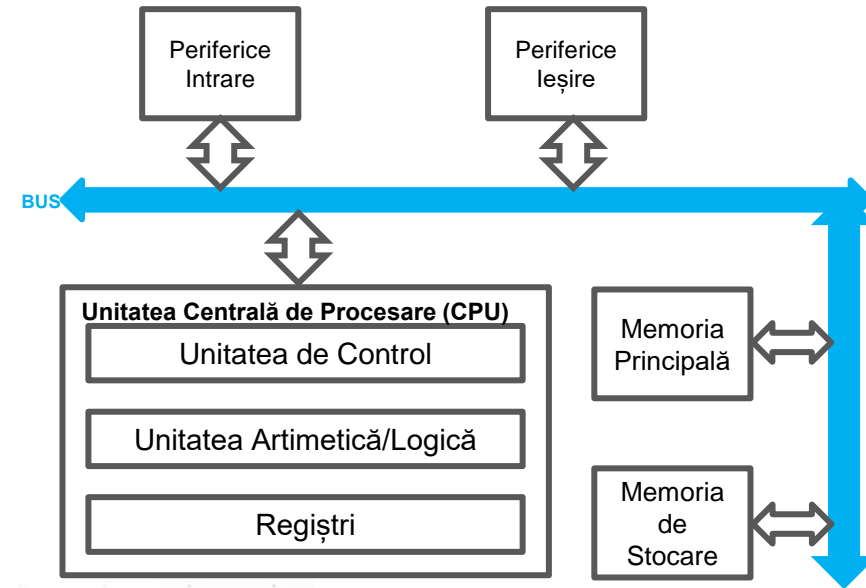 Periferice
Intrare
Periferice
Ieșire
BUS
Unitatea Centrală de Procesare (CPU)
Unitatea de Control
Unitatea Artimetică/Logică
Regiștri
Memoria
Principală
Memoria
de
Stocare